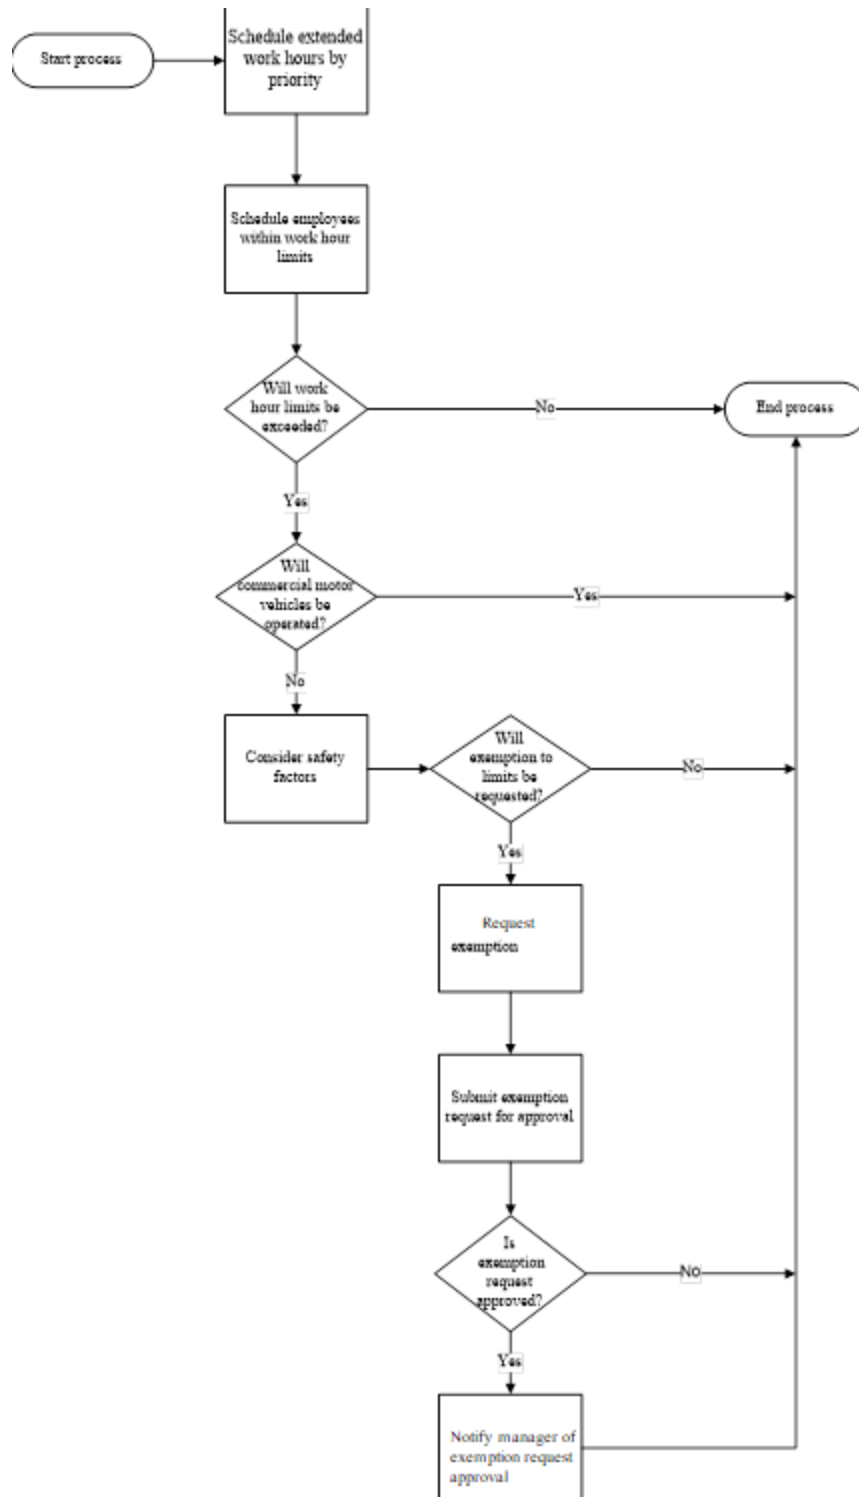 Start process
Schedule extended
work hours by
priority
Schedule employees
within work hour
limits
Will work
hour limits be
exceeded?
No
End process
Yes
Will
commercial motor
vehicles be
operated?
Yes
No
Consider safety
factors
Will
exemption to
limits be
requested?
No
Yes
Request
exemption
Submit exemption
request for approval
Is
exemption
request
approved?
No
Yes
Notify manager of
exemption request
approval